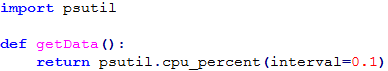 import psutil

def getData():
    return psutil.cpu_percent(interval=0.1)